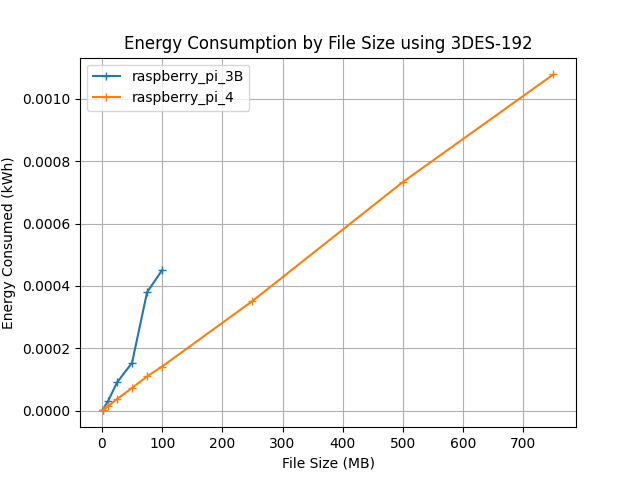 Energy Consumption by File Size using 3DES-192
raspberry_pi_3B
raspberry_pi_4
Energy Consumed (kWh)
0.0010
0.0008
0.0006
0.0004
0.0002
0.0000
0 100 200 300 400 500 600 700
File Size (MB)